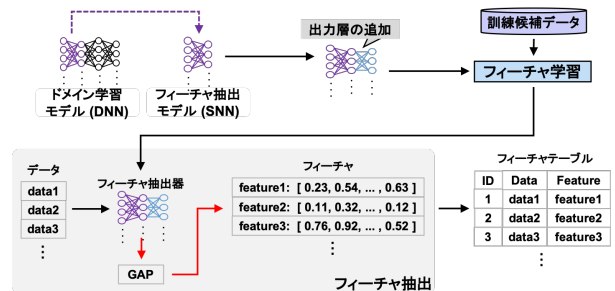 出力層の追加
訓練候補データ
ドメイン学習
モデル (DNN)
フィーチャ抽出
モデル (SNN)
フィーチャ学習
データ
data1
data2
data3
フィーチャ抽出器
GAP
フィーチャ
feature1: [ 0.23, 0.54, ... , 0.63 ]
feature2: [ 0.11, 0.32, ... , 0.12 ]
feature3: [ 0.76, 0.92, ... , 0.52 ]
フィーチャ抽出
フィーチャテーブル
ID Data Feature
1 data1 feature1
2 data2 feature2
3 data3 feature3